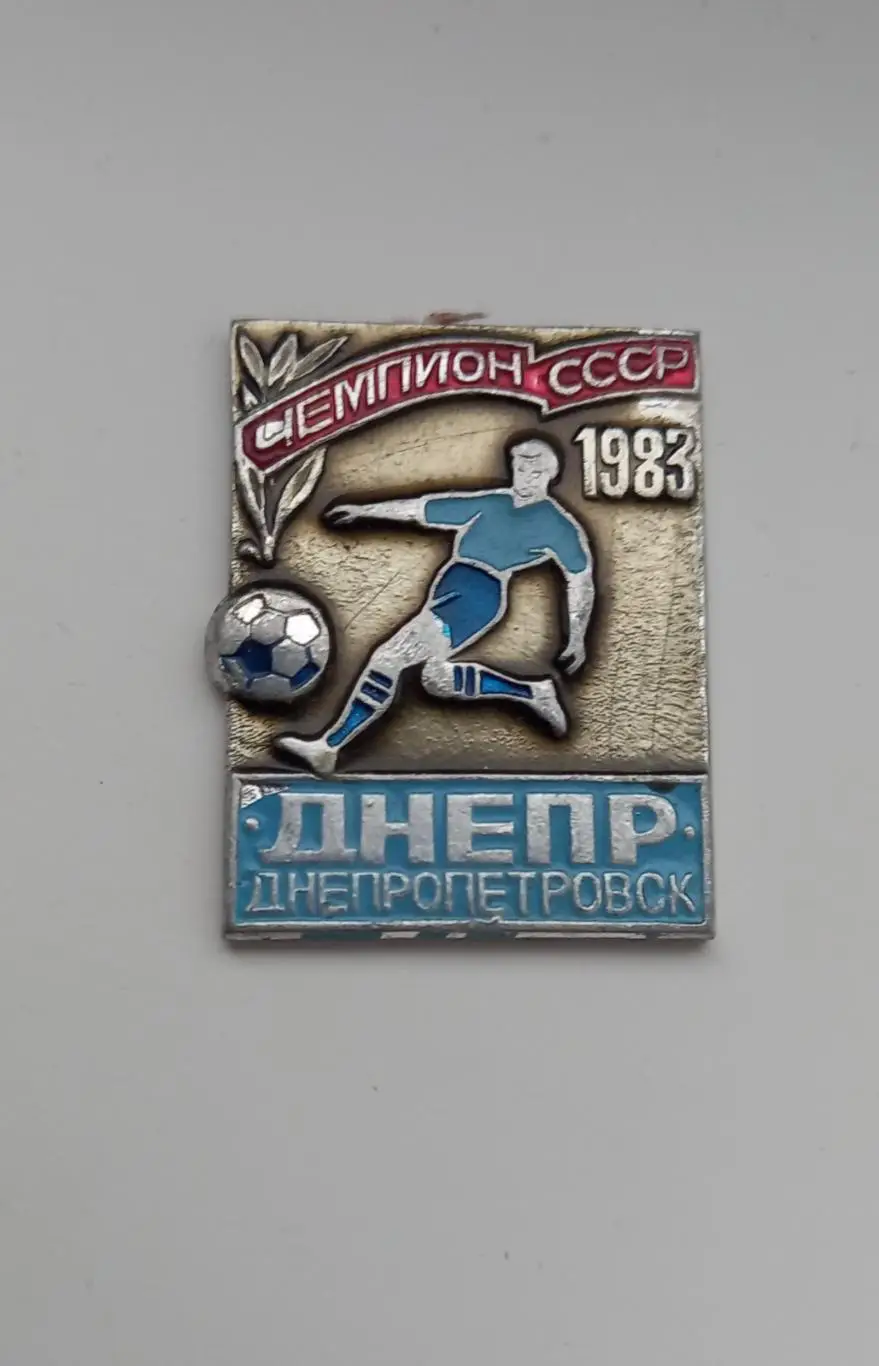 ЧЕМПИОН СССР
1983
·ДНЕПР·
ДНЕПРОПЕТРОВСК